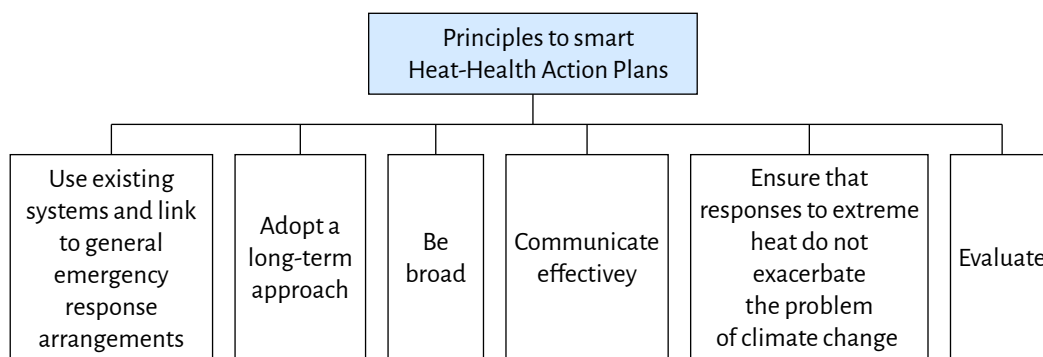 Principles to smart
Heat-Health Action Plans
Use existing
systems and link
to general
emergency
response
arrangements
Adopt a
long-term
approach
Be
broad
Communicate
effectivey
Ensure that
responses to extreme
heat do not
exacerbate
the problem
of climate change
Evaluate